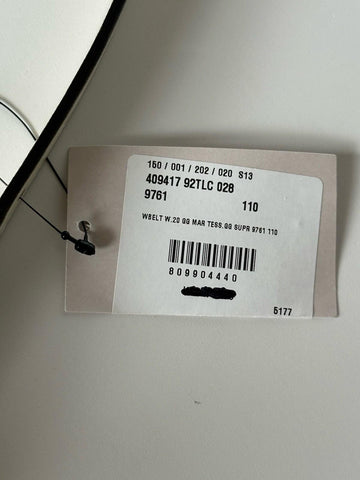 150 / 001 / 202 / 020 S13
409417 92TLC 028
9761 110
WBELT W.20 GG MAR TESS.GG SUPR 9761 110
809904440
5177